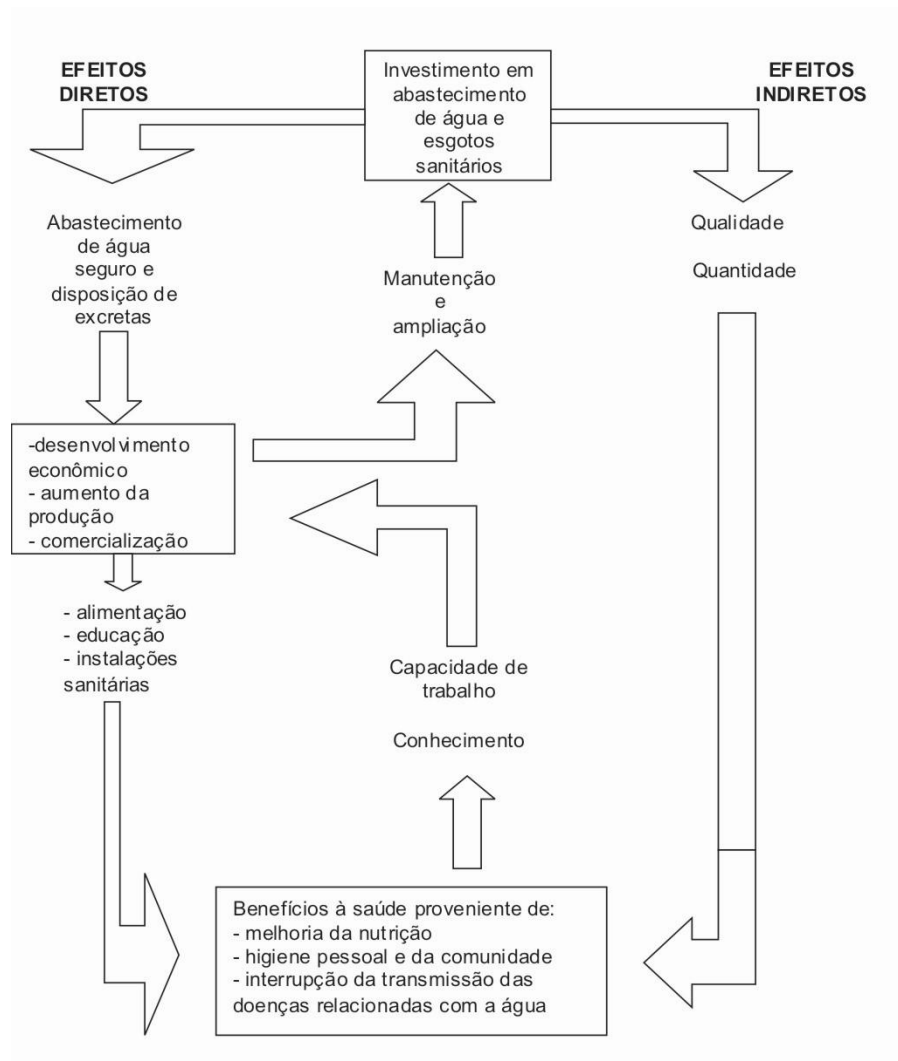 EFEITOS
DIRETOS
Investimento em
abastecimento
de água e
esgotos
sanitários
EFEITOS
INDIRETOS
Abastecimento
de água
seguro e
disposição de
excretas
Manutenção
e
ampliação
Qualidade
Quantidade
-desenvolvimento
econômico
- aumento da
produção
- comercialização
- alimentação
- educação
- instalações
sanitárias
Capacidade de
trabalho
Conhecimento
Benefícios à saúde proveniente de:
- melhoria da nutrição
- higiene pessoal e da comunidade
- interrupção da transmissão das
doenças relacionadas com a água